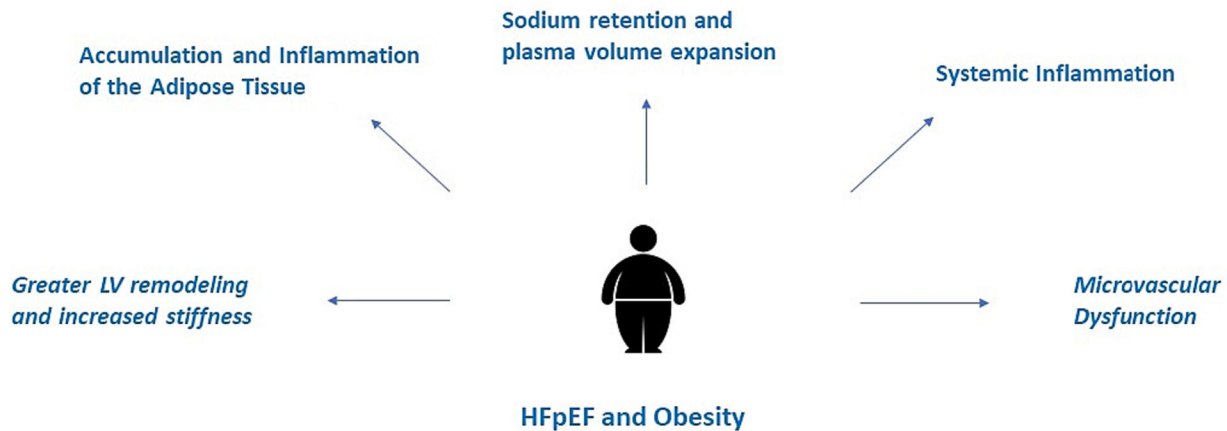 Sodium retention and
plasma volume expansion
Accumulation and Inflammation
of the Adipose Tissue
Systemic Inflammation
Greater LV remodeling
and increased stiffness
Microvascular
Dysfunction
HFpEF and Obesity